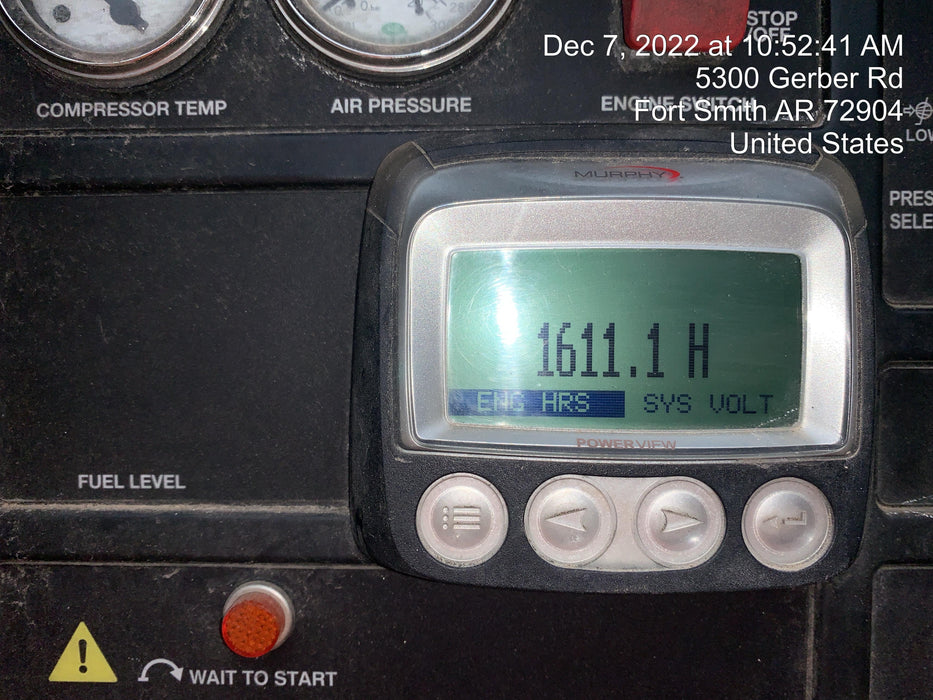 STOP
/OFF
Dec 7, 2022 at 10:52:41 AM
5300 Gerber Rd
Fort Smith AR 72904
United States
COMPRESSOR TEMP
AIR PRESSURE
ENGINE SWITCH
LOW
PRES
SELE
MURPHY
1611.1 H
ENG HRS SYS VOLT
POWERVIEW
FUEL LEVEL
WAIT TO START